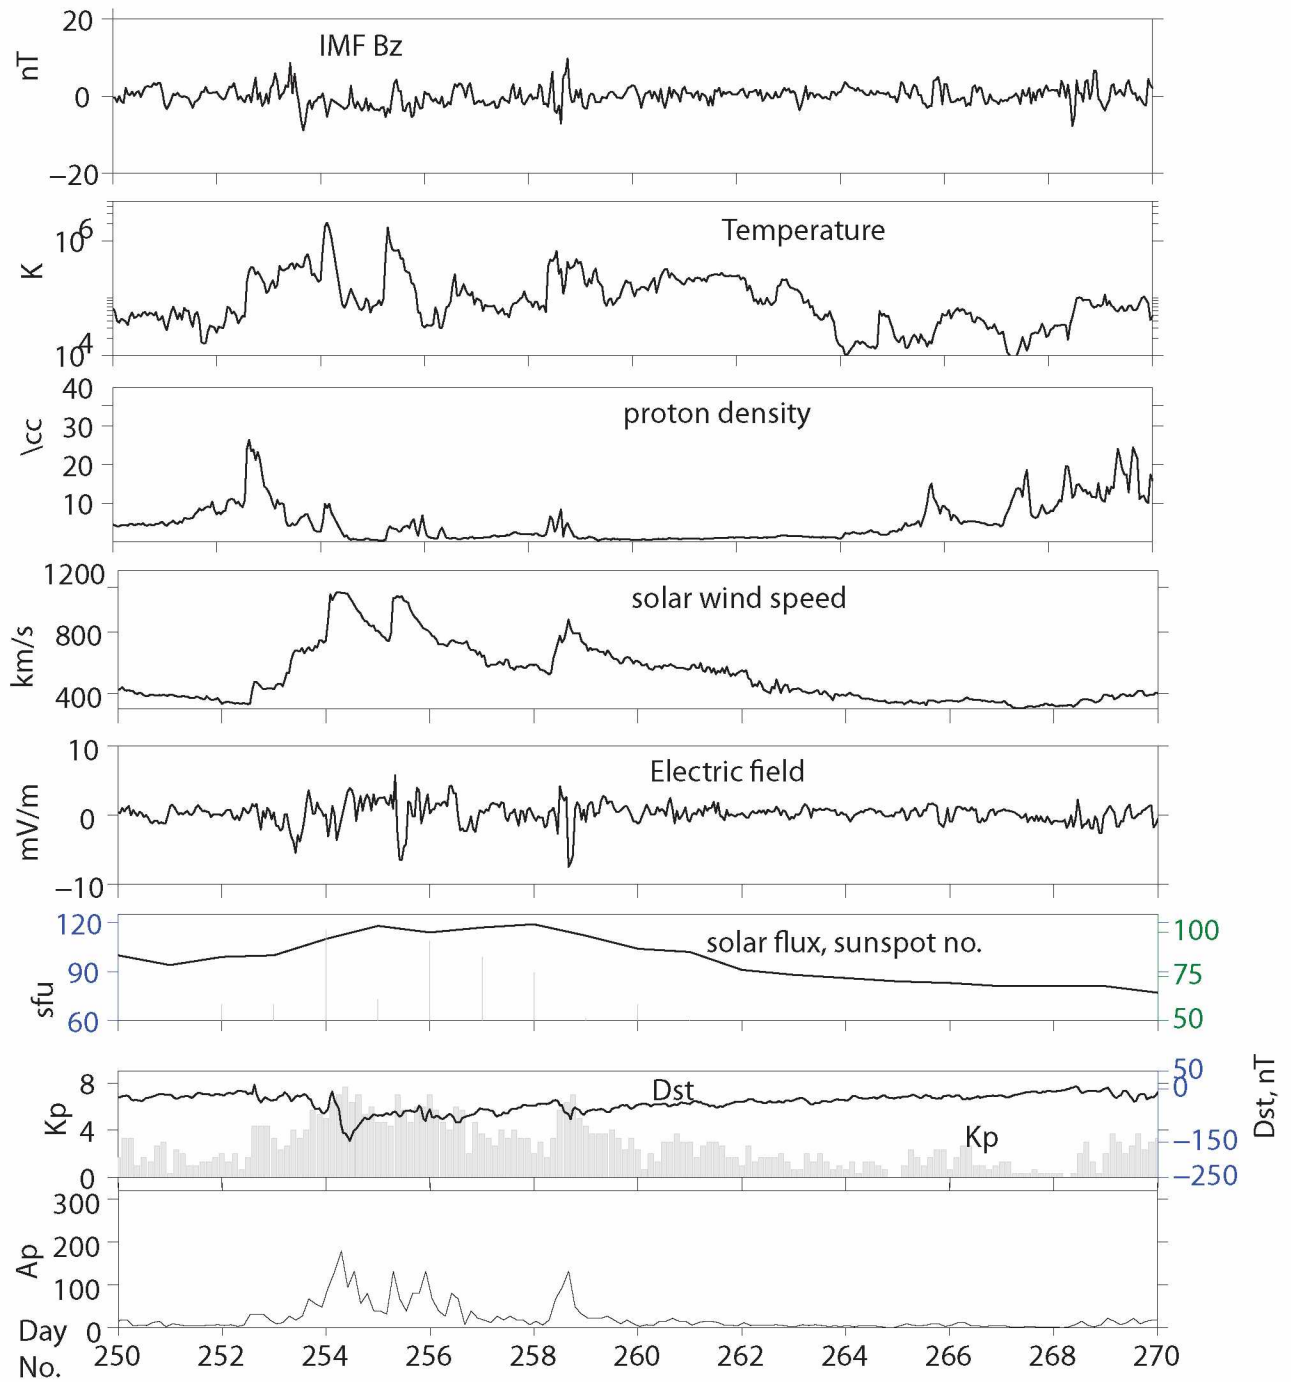 20
IMF Bz
nT
0
−20
10⁶
Temperature
K
10⁴
40
proton density
30
\cc
20
10
1200
solar wind speed
800
km/s
400
10
Electric field
mV/m
0
−10
120
100
solar flux, sunspot no.
90
75
sfu
60
50
8
Dst
50
0
Kp
Dst, nT
4
Kp
−150
0
−250
300
200
Ap
100
Day 0
No. 250 252 254 256 258 260 262 264 266 268 270